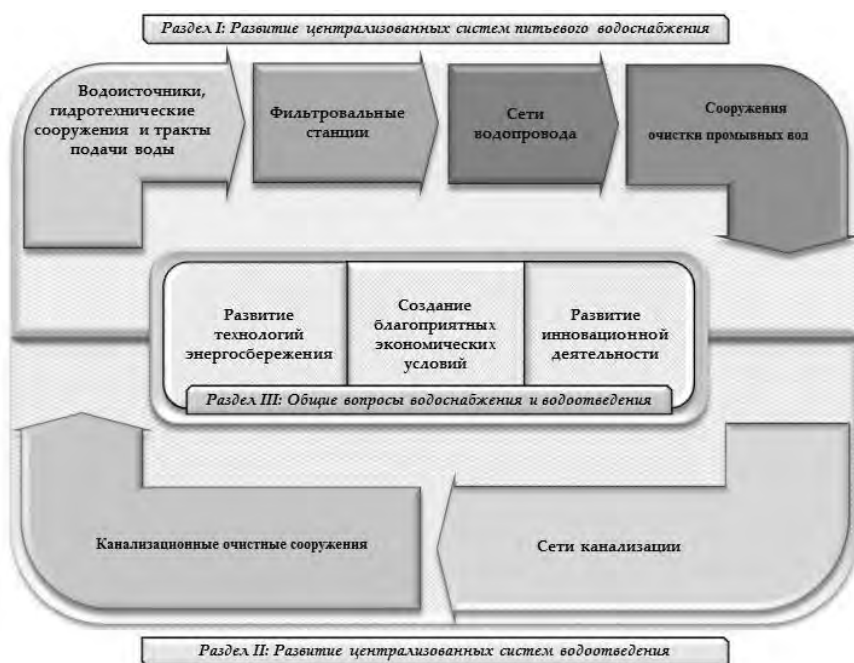 Раздел I: Развитие централизованных систем питьевого водоснабжения
Водоисточники,
гидротехнические
сооружения и тракты
подачи воды
Фильтровальные
станции
Сети
водопровода
Сооружения
очистки промывных вод
Развитие
технологий
энергосбережения
Создание
благоприятных
экономических
условий
Развитие
инновационной
деятельности
Раздел III: Общие вопросы водоснабжения и водоотведения
Канализационные очистные сооружения
Сети канализации
Раздел II: Развитие централизованных систем водоотведения